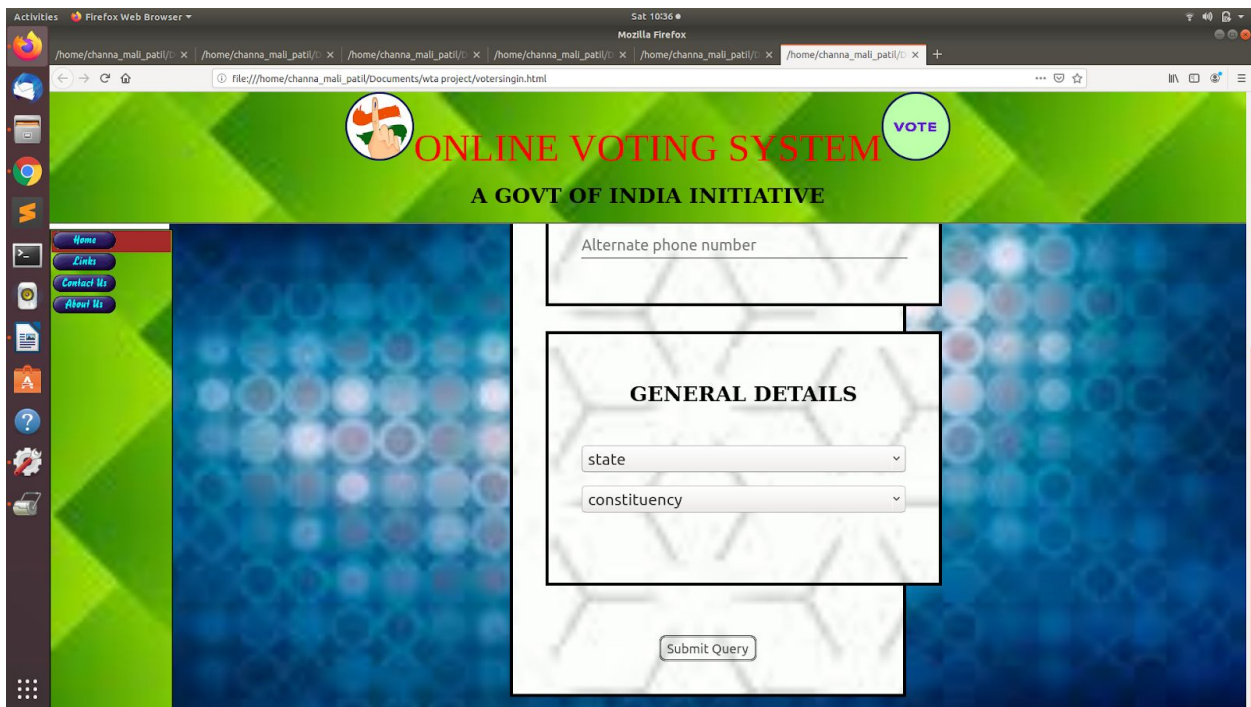 Activities Firefox Web Browser Sat 10:36
Mozilla Firefox
/home/channa_mali_patil/D /home/channa_mali_patil/D /home/channa_mali_patil/D /home/channa_mali_patil/D /home/channa_mali_patil/D /home/channa_mali_patil/D
file:///home/channa_mali_patil/Documents/wta project/votersingin.html
ONLINE VOTING SYSTEM
VOTE
A GOVT OF INDIA INITIATIVE
Home
Links
Contact Us
About Us
Alternate phone number
GENERAL DETAILS
state
constituency
Submit Query